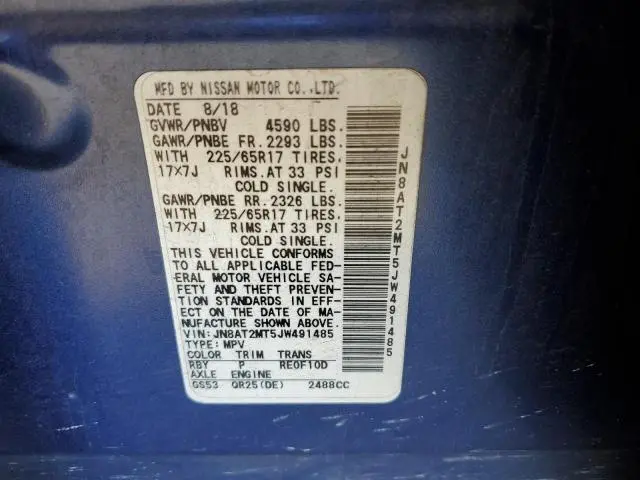 MFD BY NISSAN MOTOR CO.,LTD.
DATE 8/18
GVWR/PNBV 4590 LBS.
GAWR/PNBE FR.2293 LBS.
WITH 225/65R17 TIRES.
17×7J RIMS.AT 33 PSI
COLD SINGLE.
GAWR/PNBE RR.2326 LBS.
WITH 225/65R17 TIRES.
17×7J RIMS.AT 33 PSI
COLD SINGLE.
THIS VEHICLE CONFORMS
TO ALL APPLICABLE FED-
ERAL MOTOR VEHICLE SA-
FETY AND THEFT PREVEN-
TION STANDARDS IN EFF-
ECT ON THE DATE OF MA-
NUFACTURE SHOWN ABOVE.
VIN:JN8AT2MT5JW491485
TYPE:MPV
COLOR TRIM TRANS
RBY P RE0F10D
AXLE ENGINE
GS53 QR25(DE) 2488CC
JN8AT2MT5JW491485